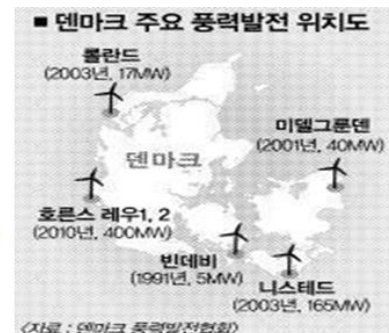 ■ 덴마크 주요 풍력발전 위치도
롤란드
(2003년, 17MW)
미델그룬덴
(2001년, 40MW)
덴마크
호른스 레우1, 2
(2010년, 400MW)
빈데비
(1991년, 5MW)
니스테드
(2003년, 165MW)
<자료 : 덴마크 풍력발전협회>